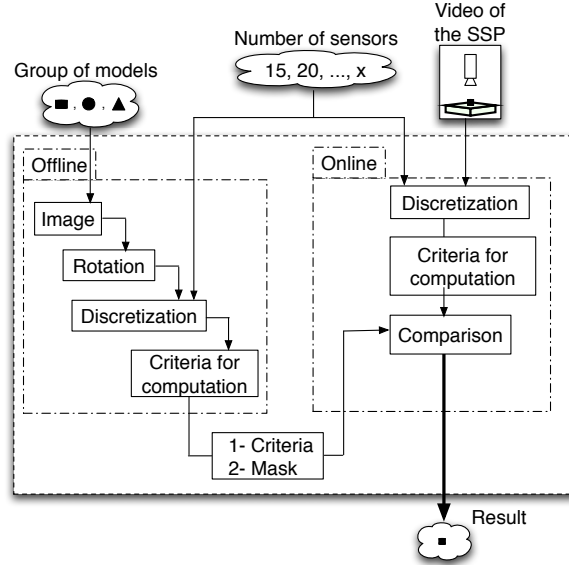 Video of
the SSP
Number of sensors
15, 20, ..., x
Group of models
, ,
Offline
Online
Image
Rotation
Discretization
Criteria for
computation
Discretization
Criteria for
computation
Comparison
1- Criteria
2- Mask
Result